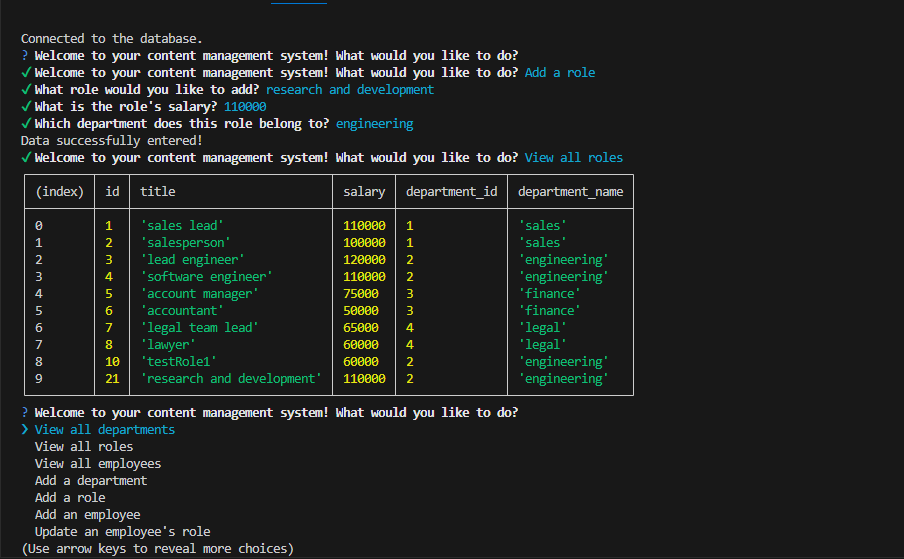 Connected to the database.
? Welcome to your content management system! What would you like to do?
✓ Welcome to your content management system! What would you like to do? Add a role
✓ What role would you like to add? research and development
✓ What is the role's salary? 110000
✓ Which department does this role belong to? engineering
Data successfully entered!
✓ Welcome to your content management system! What would you like to do? View all roles
(index) id title salary department_id department_name
0 1 'sales lead' 110000 1 'sales'
1 2 'salesperson' 100000 1 'sales'
2 3 'lead engineer' 120000 2 'engineering'
3 4 'software engineer' 110000 2 'engineering'
4 5 'account manager' 75000 3 'finance'
5 6 'accountant' 50000 3 'finance'
6 7 'legal team lead' 65000 4 'legal'
7 8 'lawyer' 60000 4 'legal'
8 10 'testRole1' 60000 2 'engineering'
9 21 'research and development' 110000 2 'engineering'
? Welcome to your content management system! What would you like to do?
❯ View all departments
View all roles
View all employees
Add a department
Add a role
Add an employee
Update an employee's role
(Use arrow keys to reveal more choices)